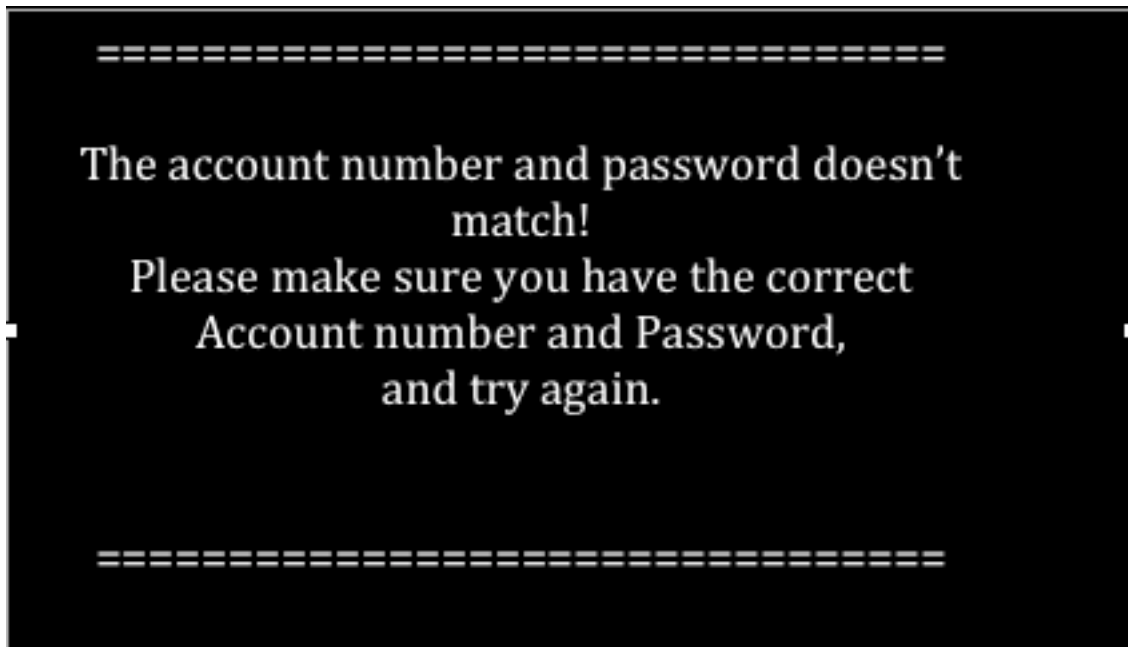 ================================
The account number and password doesn’t
match!
Please make sure you have the correct
Account number and Password,
and try again.
================================